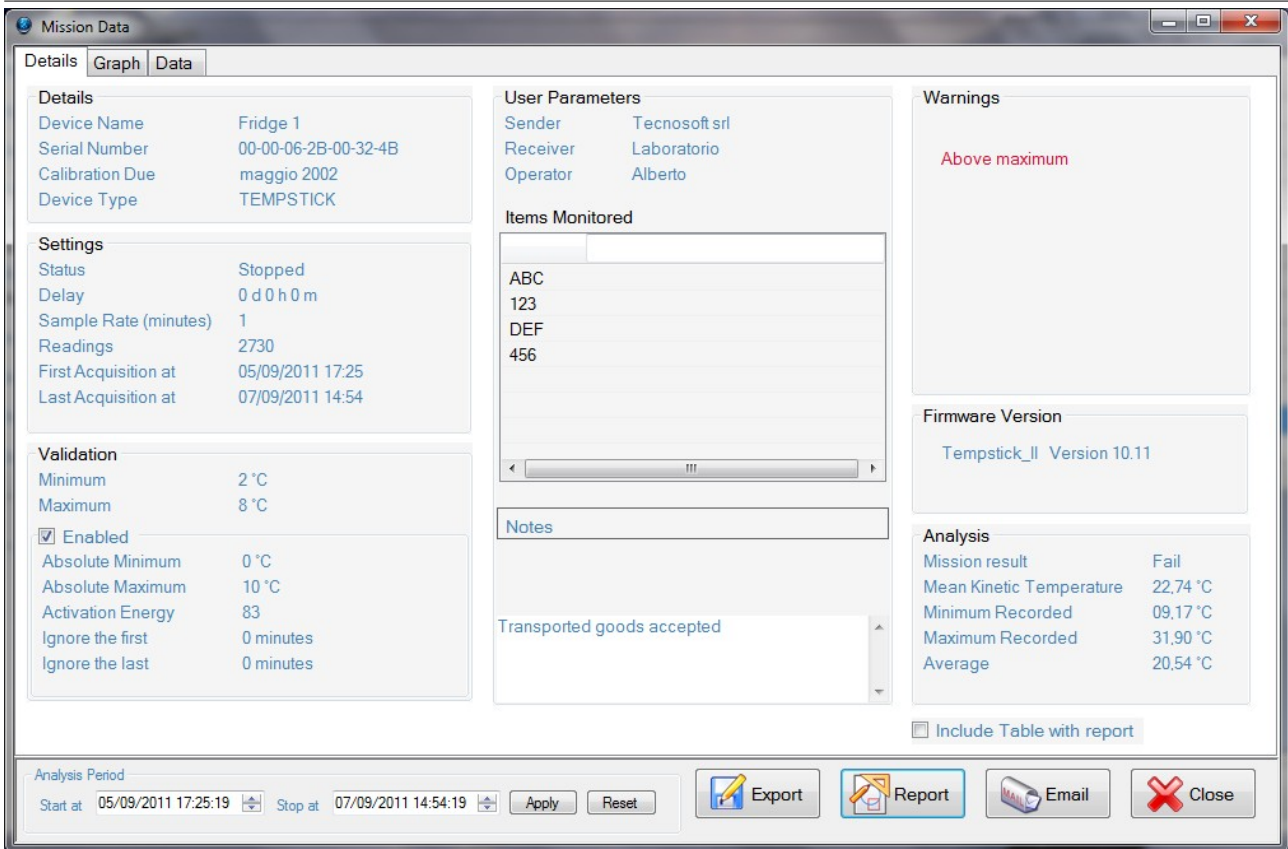 Mission Data
Details Graph Data
Details
Device Name Fridge 1
Serial Number 00-00-06-2B-00-32-4B
Calibration Due maggio 2002
Device Type TEMPSTICK
Settings
Status Stopped
Delay 0 d 0 h 0 m
Sample Rate (minutes) 1
Readings 2730
First Acquisition at 05/09/2011 17:25
Last Acquisition at 07/09/2011 14:54
Validation
Minimum 2 °C
Maximum 8 °C
Enabled
Absolute Minimum 0 °C
Absolute Maximum 10 °C
Activation Energy 83
Ignore the first 0 minutes
Ignore the last 0 minutes
User Parameters
Sender Tecnosoft srl
Receiver Laboratorio
Operator Alberto
Items Monitored
ABC
123
DEF
456
Notes
Transported goods accepted
Warnings
Above maximum
Firmware Version
Tempstick_II Version 10.11
Analysis
Mission result Fail
Mean Kinetic Temperature 22,74 °C
Minimum Recorded 09,17 °C
Maximum Recorded 31,90 °C
Average 20,54 °C
Include Table with report
Analysis Period
Start at 05/09/2011 17:25:19 Stop at 07/09/2011 14:54:19 Apply Reset
Export Report Email Close